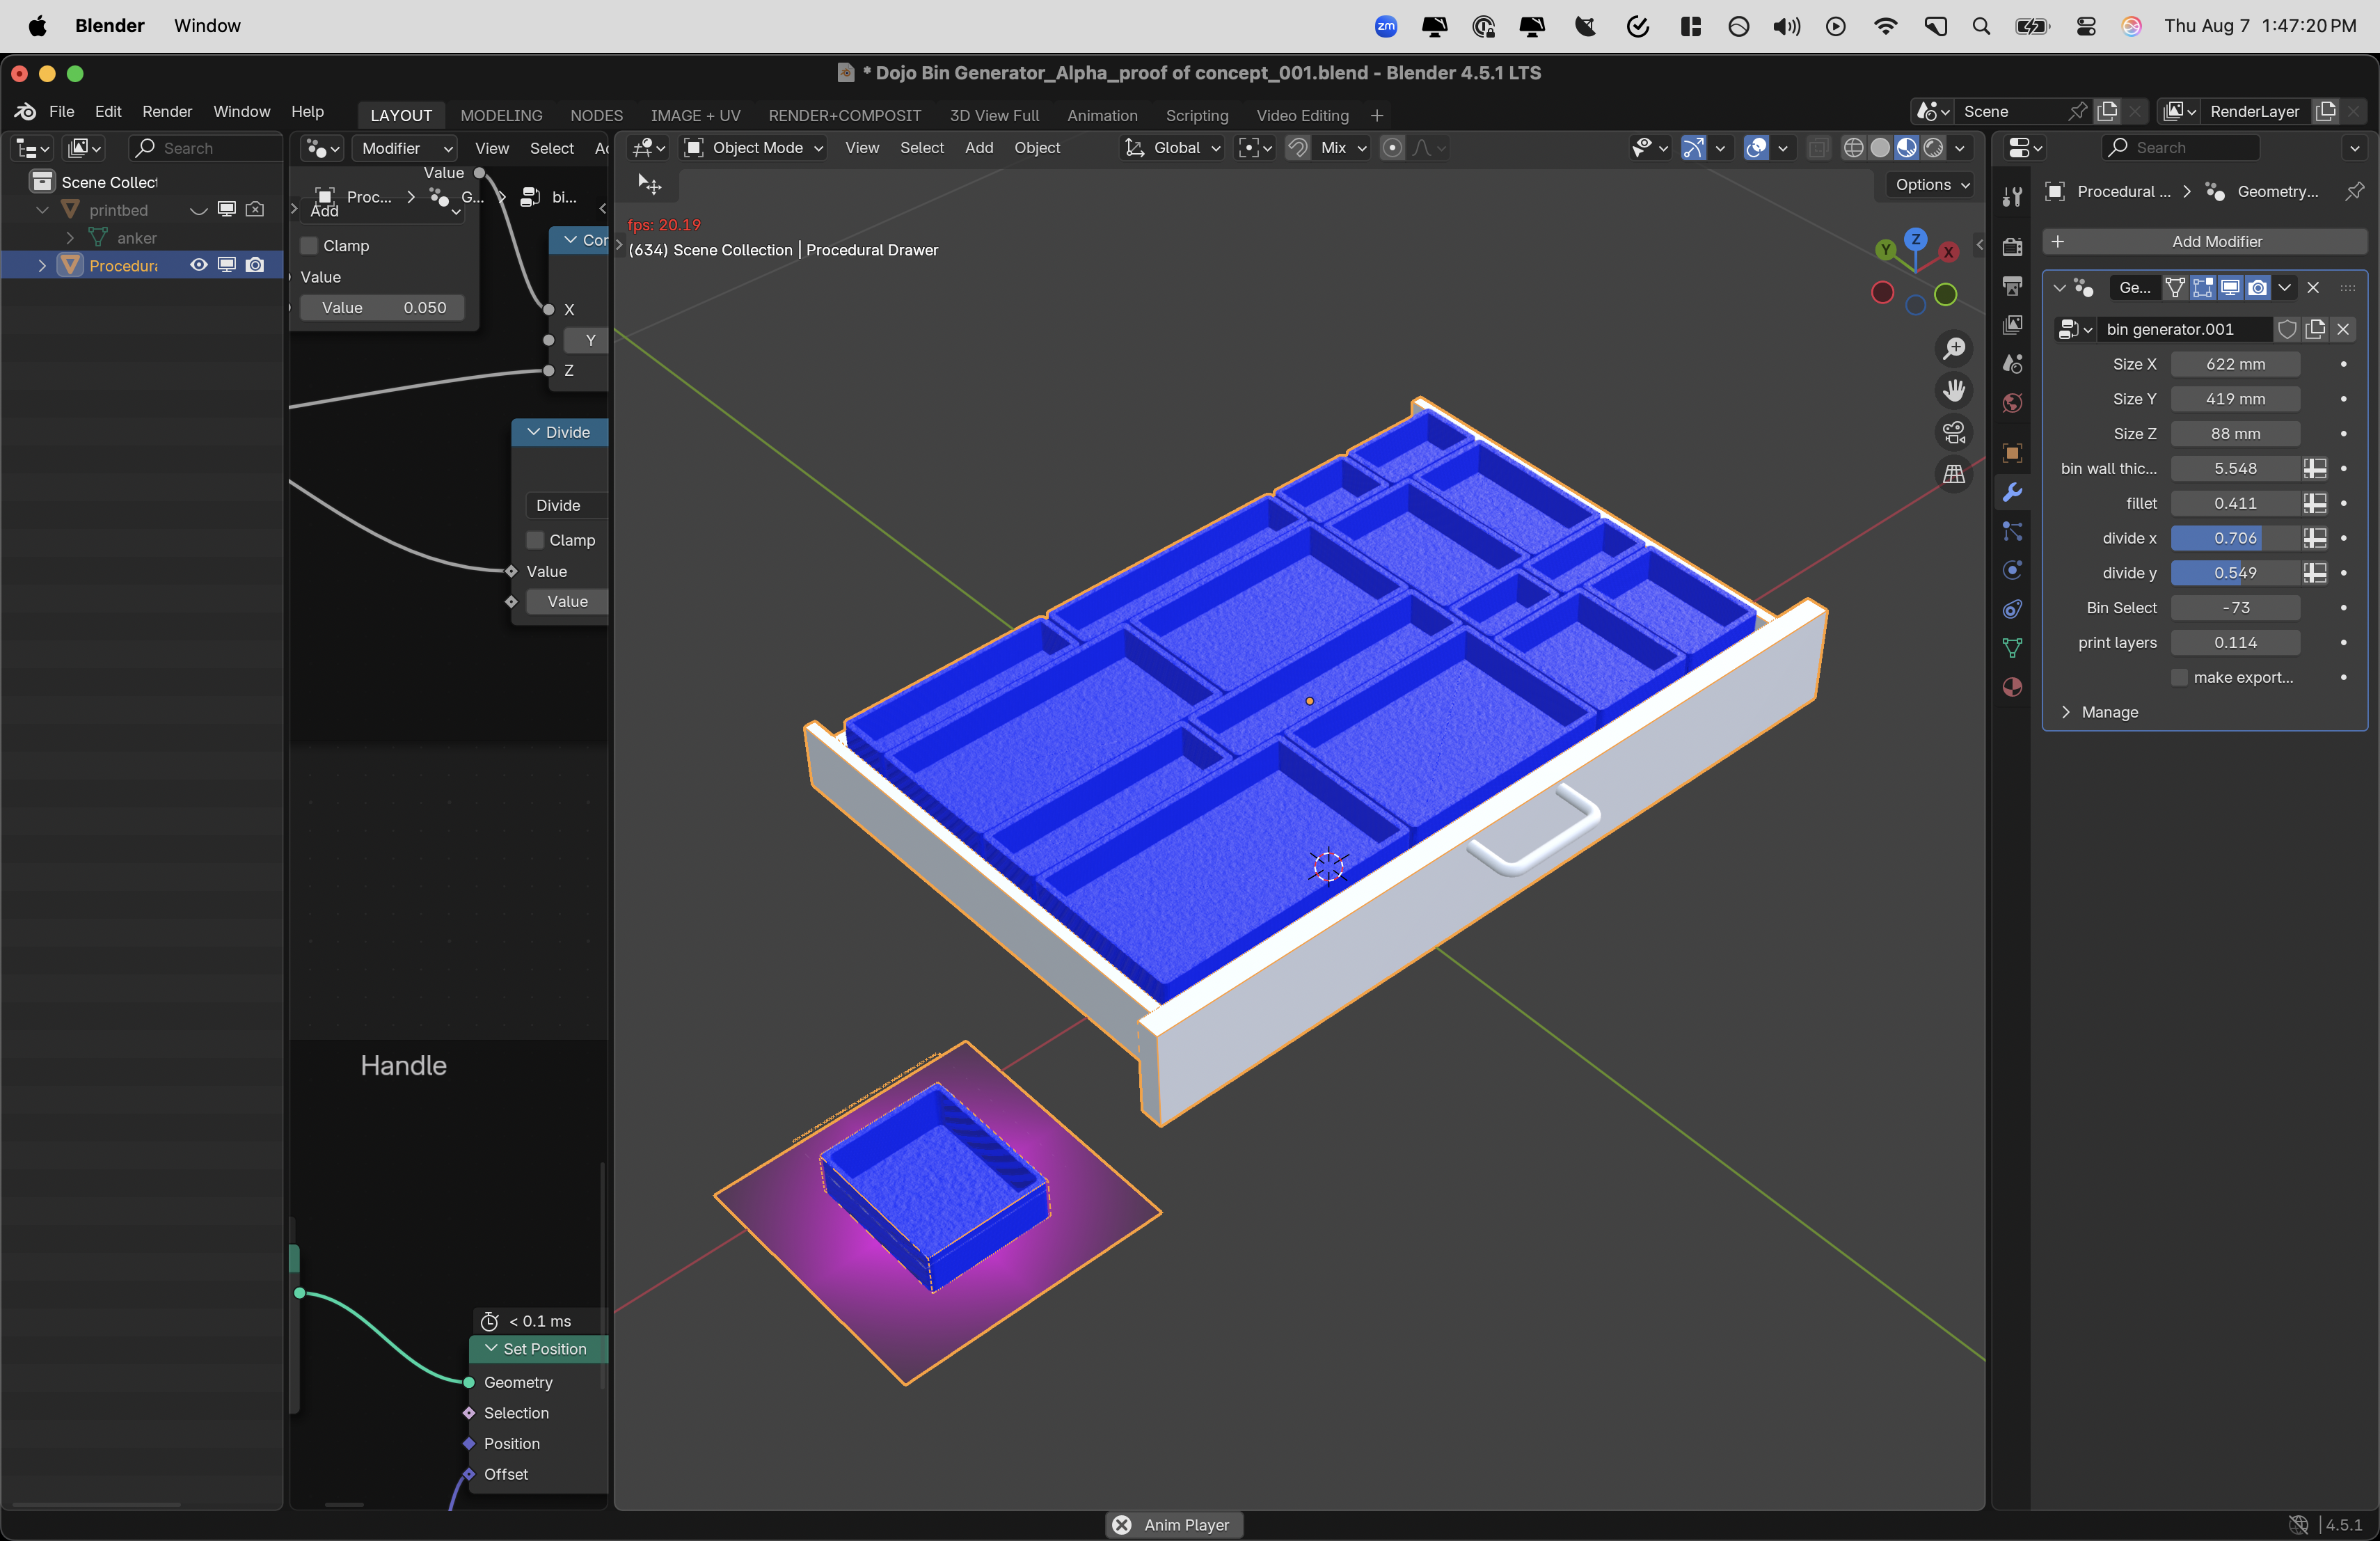 Blender Window
zm
Thu Aug 7 1:47:20 PM
* Dojo Bin Generator_Alpha_proof of concept_001.blend - Blender 4.5.1 LTS
File Edit Render Window Help
LAYOUT MODELING NODES IMAGE + UV RENDER+COMPOSIT 3D View Full Animation Scripting Video Editing +
Scene
RenderLayer
Search
Scene Collect
printbed
anker
Procedura
Modifier View Select
Value
Proc... > G... > bi...
Add
Clamp
Value
Value 0.050
Cor
X
Y
Z
Divide
Divide
Clamp
Value
Value
Handle
< 0.1 ms
Set Position
Geometry
Selection
Position
Offset
Object Mode View Select Add Object
Global
Mix
Options
fps: 20.19
(634) Scene Collection | Procedural Drawer
Z
Y
X
Search
Procedural ... > Geometry...
+ Add Modifier
Ge...
bin generator.001
Size X 622 mm
Size Y 419 mm
Size Z 88 mm
bin wall thic... 5.548
fillet 0.411
divide x 0.706
divide y 0.549
Bin Select -73
print layers 0.114
make export...
Manage
Anim Player
4.5.1